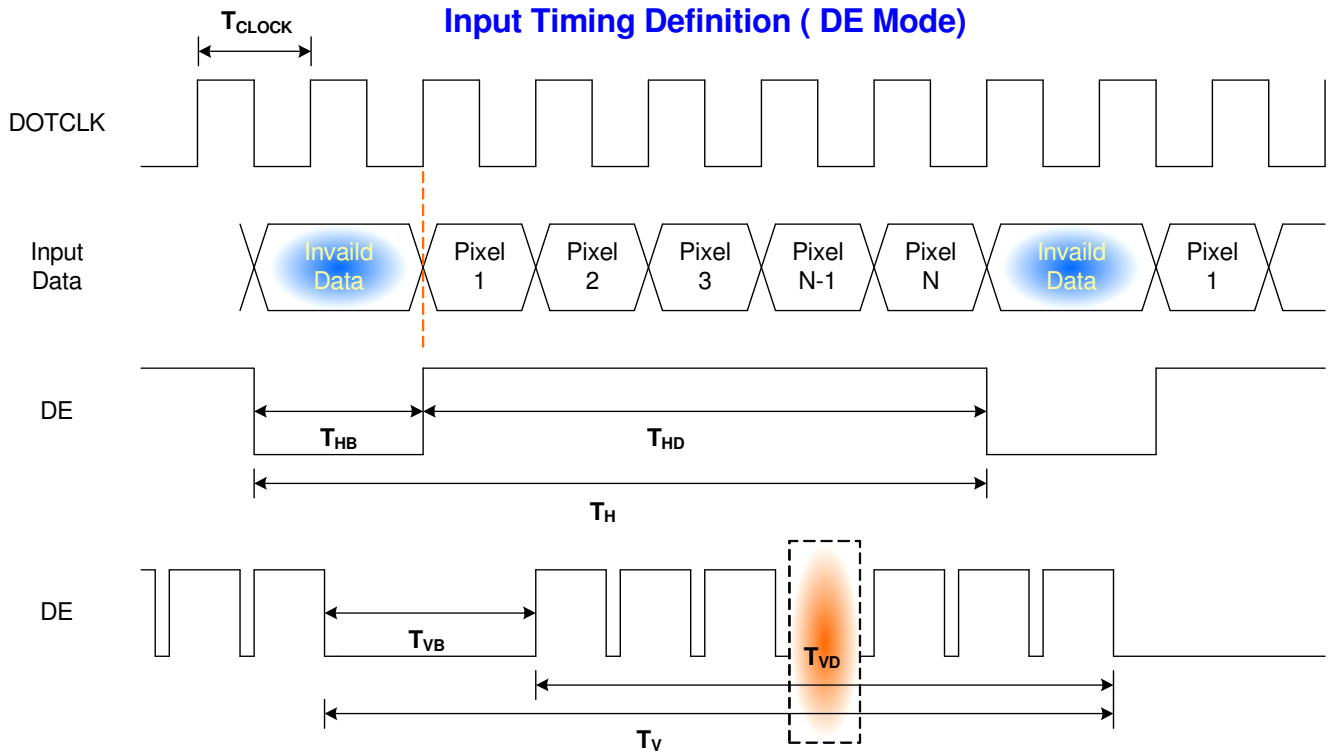 Input Timing Definition ( DE Mode)
TCLOCK
DOTCLK
Input
Data
Invaild
Data
Pixel
1
Pixel
2
Pixel
3
Pixel
N-1
Pixel
N
Invaild
Data
Pixel
1
DE
THB
THD
TH
DE
TVB
TVD
TV